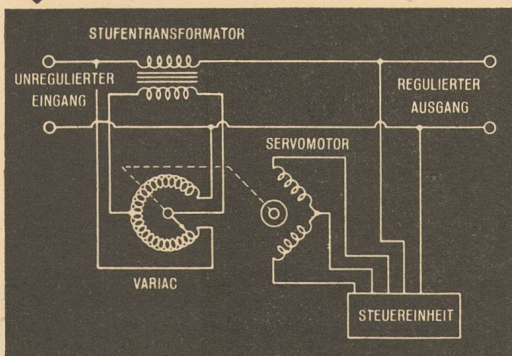 STUFENTRANSFORMATOR
UNREGULIERTER
EINGANG
REGULIERTER
AUSGANG
SERVOMOTOR
VARIAC
STEUEREINHEIT